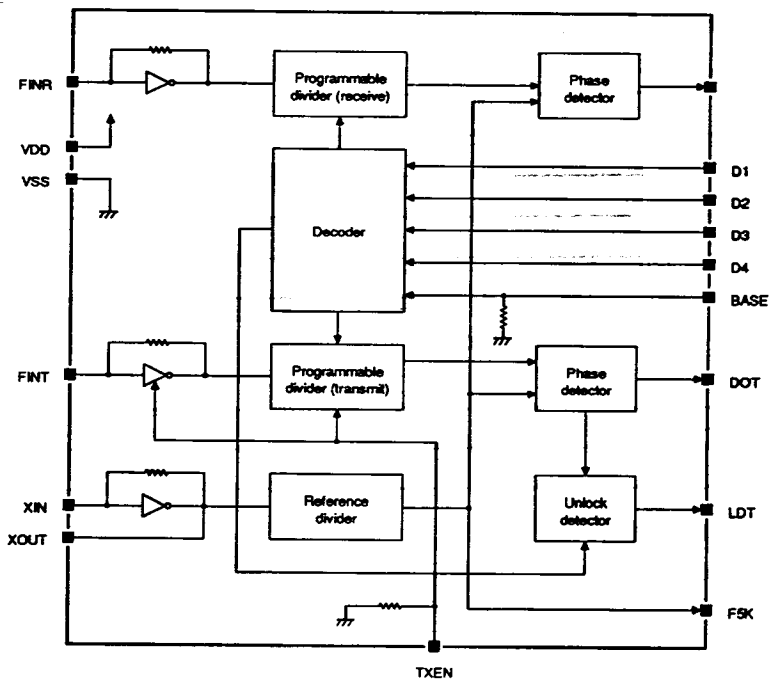 FINR
Programmable
divider (receive)
Phase
detector
VDD
VSS
D1
D2
D3
D4
Decoder
BASE
FINT
Programmable
divider (transmit)
Phase
detector
DOT
XIN
XOUT
Reference
divider
Unlock
detector
LDT
F5K
TXEN